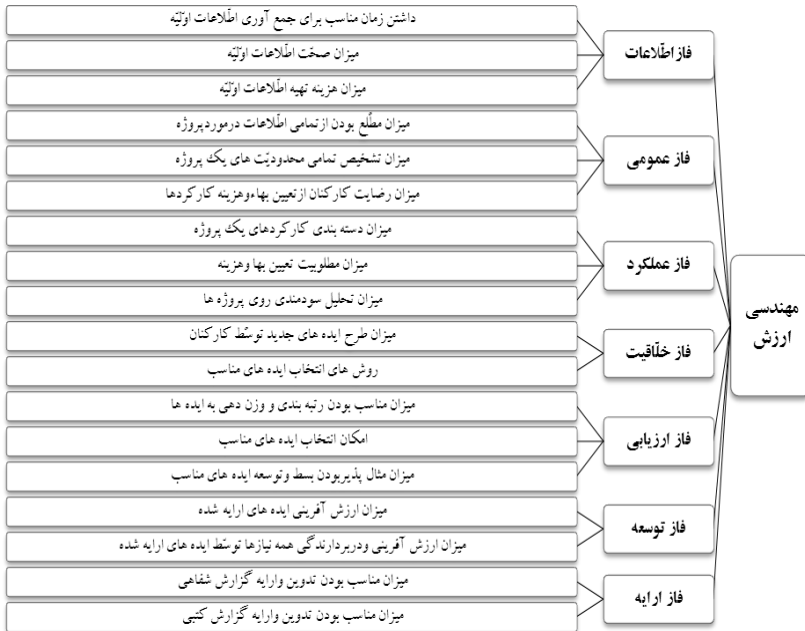 مهندسی
ارزش
فاز اطّلاعات
داشتن زمان مناسب برای جمع آوری اطّلاعات اوّلیّه
میزان صحّت اطّلاعات اوّلیّه
میزان هزینه تهیه اطّلاعات اوّلیّه
فاز عمومی
میزان مطّلع بودن ازتمامی اطّلاعات درموردپروژه
میزان تشخیص تمامی محدودیّت های یک پروژه
میزان رضایت کارکنان ازتعیین بهاءوهزینه کارکردها
فاز عملکرد
میزان دسته بندی کارکردهای یک پروژه
میزان مطلوبیت تعیین بها وهزینه
میزان تحلیل سودمندی روی پروژه ها
فاز خلّاقیت
میزان طرح ایده های جدید توسّط کارکنان
روش های انتخاب ایده های مناسب
فاز ارزیابی
میزان مناسب بودن رتبه بندی و وزن دهی به ایده ها
امکان انتخاب ایده های مناسب
میزان مثال پذیربودن بسط وتوسعه ایده های مناسب
فاز توسعه
میزان ارزش آفرینی ایده های ارایه شده
میزان ارزش آفرینی ودربردارندگی همه نیازها توسّط ایده های ارایه شده
فاز ارایه
میزان مناسب بودن تدوین وارایه گزارش شفاهی
میزان مناسب بودن تدوین وارایه گزارش کتبی